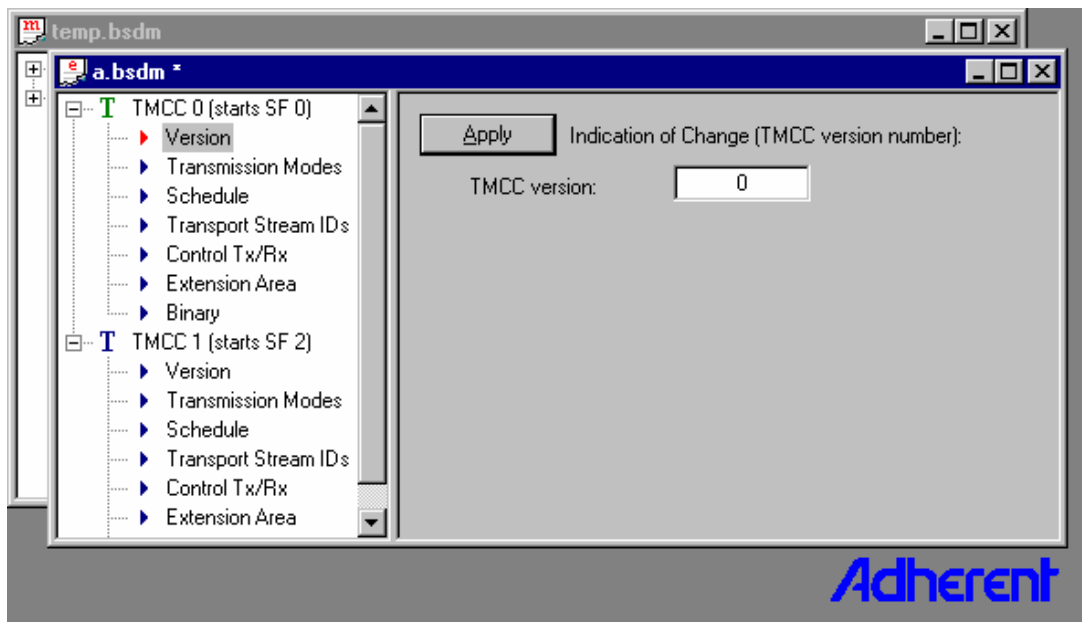 temp.bsdm
a.bsdm *
TMCC 0 (starts SF 0)
Version
Transmission Modes
Schedule
Transport Stream IDs
Control Tx/Rx
Extension Area
Binary
TMCC 1 (starts SF 2)
Version
Transmission Modes
Schedule
Transport Stream IDs
Control Tx/Rx
Extension Area
Apply
Indication of Change (TMCC version number):
TMCC version:
0
Adherent